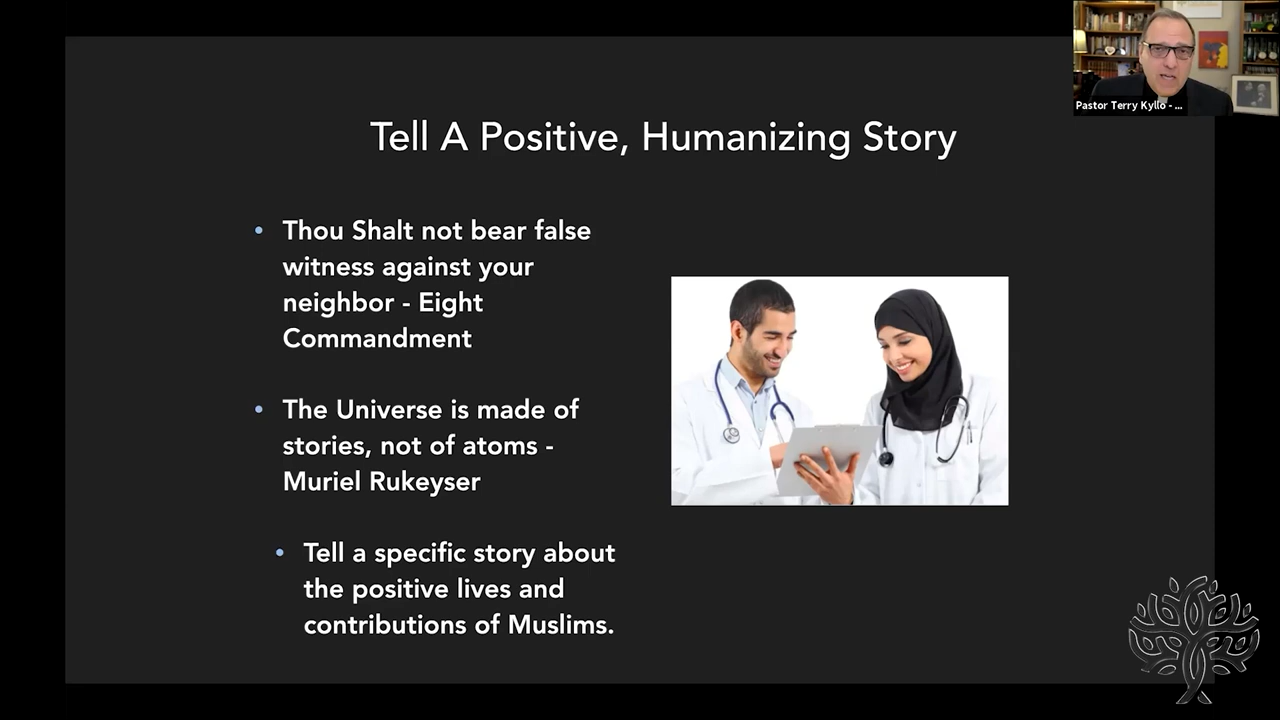 Pastor Terry Kyllo - ...
Tell A Positive, Humanizing Story
• Thou Shalt not bear false
witness against your
neighbor - Eight
Commandment
• The Universe is made of
stories, not of atoms -
Muriel Rukeyser
• Tell a specific story about
the positive lives and
contributions of Muslims.